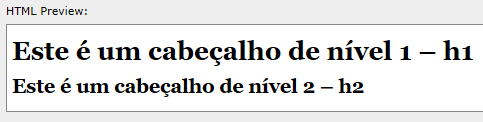 HTML Preview:
Este é um cabeçalho de nível 1 – h1
Este é um cabeçalho de nível 2 – h2